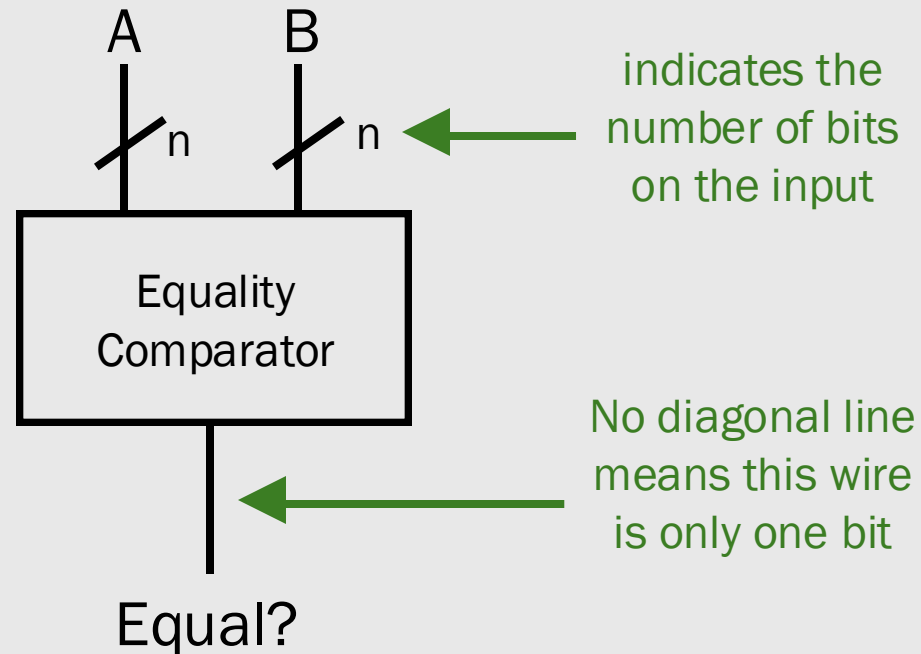 A
B
n
n
indicates the
number of bits
on the input
Equality
Comparator
No diagonal line
means this wire
is only one bit
Equal?